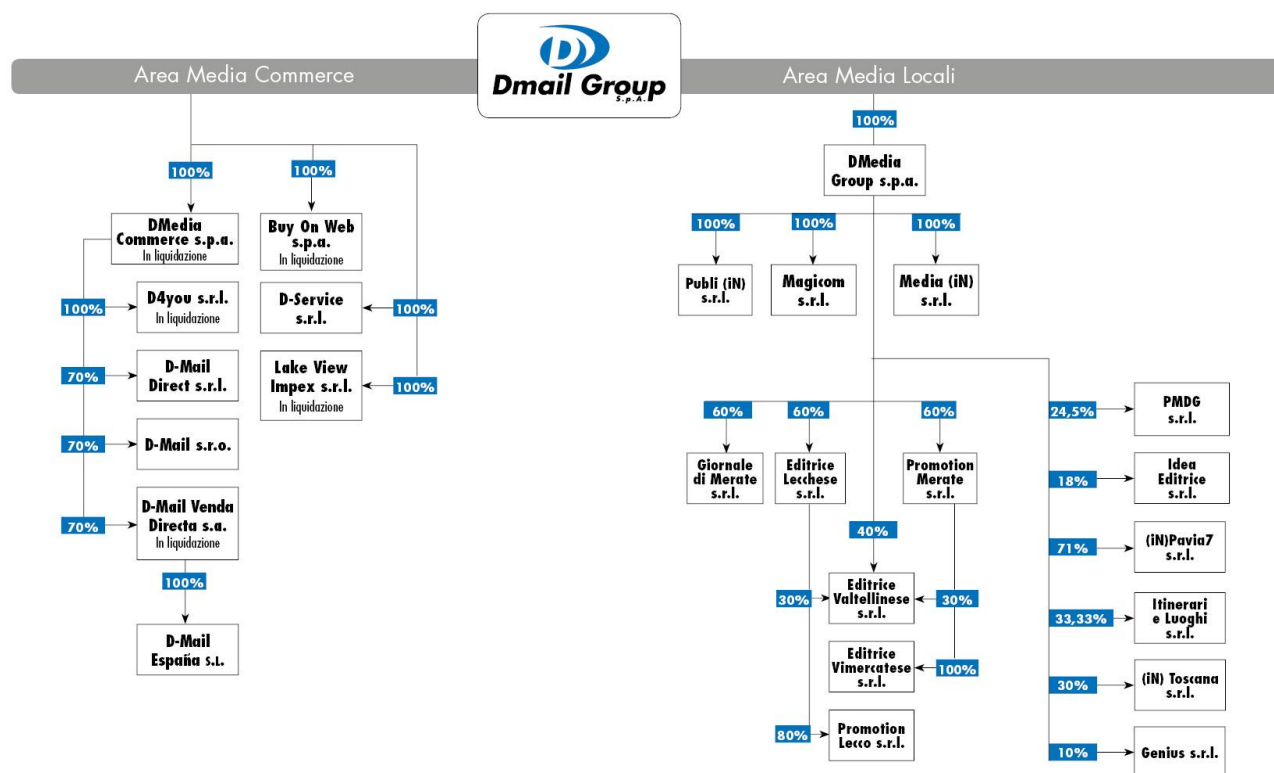 Area Media Commerce
Dmail Group
S.p.A.
Area Media Locali
100%
DMedia
Group s.p.a.
100%
100%
DMedia
Commerce s.p.a.
In liquidazione
Buy On Web
s.p.a.
In liquidazione
100%
D4you s.r.l.
In liquidazione
D-Service
s.r.l.
100%
70%
D-Mail
Direct s.r.l.
Lake View
Impex s.r.l.
In liquidazione
100%
70%
D-Mail s.r.o.
70%
D-Mail Venda
Directa s.a.
In liquidazione
100%
D-Mail
España S.L.
100%
100%
100%
Publi (iN)
s.r.l.
Magicom
s.r.l.
Media (iN)
s.r.l.
60%
60%
60%
Giornale
di Merate
s.r.l.
Editrice
Lecchese
s.r.l.
Promotion
Merate
s.r.l.
40%
30%
Editrice
Valtellinese
s.r.l.
30%
Editrice
Vimercatese
s.r.l.
100%
80%
Promotion
Lecco s.r.l.
24,5%
PMDG
s.r.l.
18%
Idea
Editrice
s.r.l.
71%
(iN)Pavia7
s.r.l.
33,33%
Itinerari
e Luoghi
s.r.l.
30%
(iN) Toscana
s.r.l.
10%
Genius s.r.l.